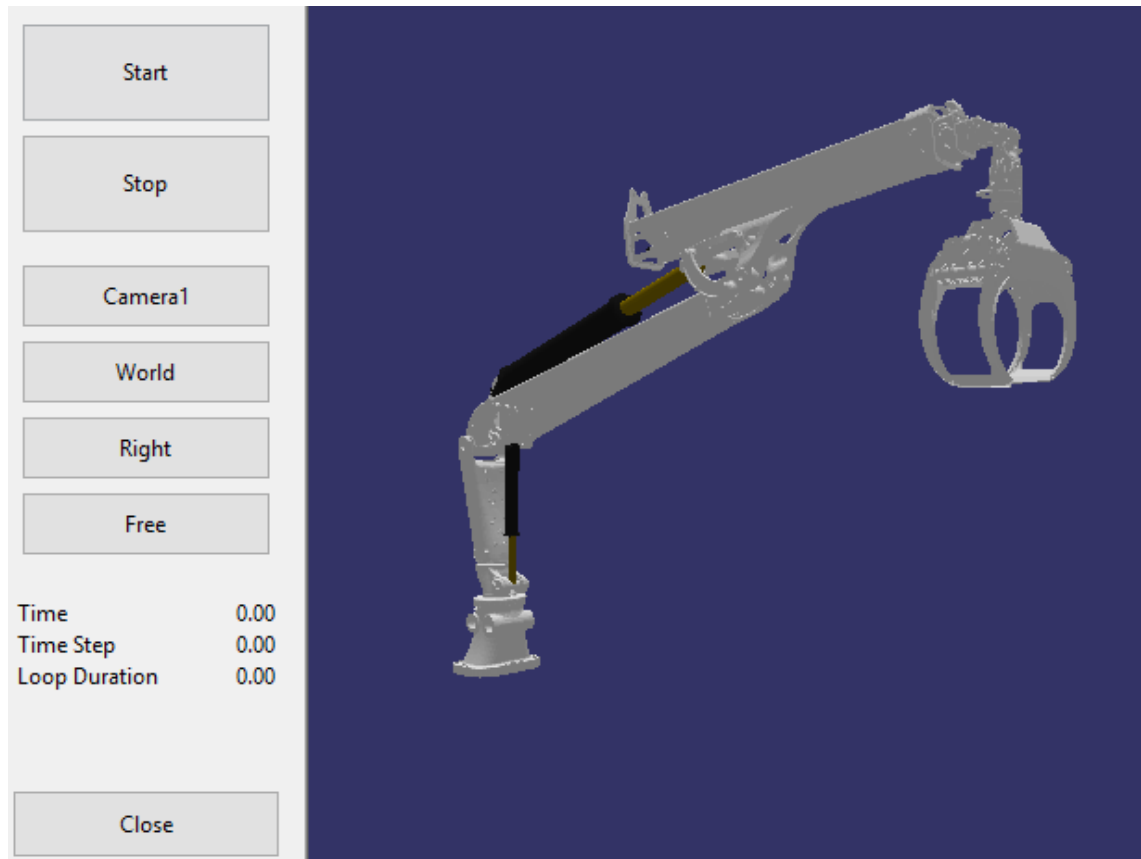 Start
Stop
Camera1
World
Right
Free
Time 0.00
Time Step 0.00
Loop Duration 0.00
Close